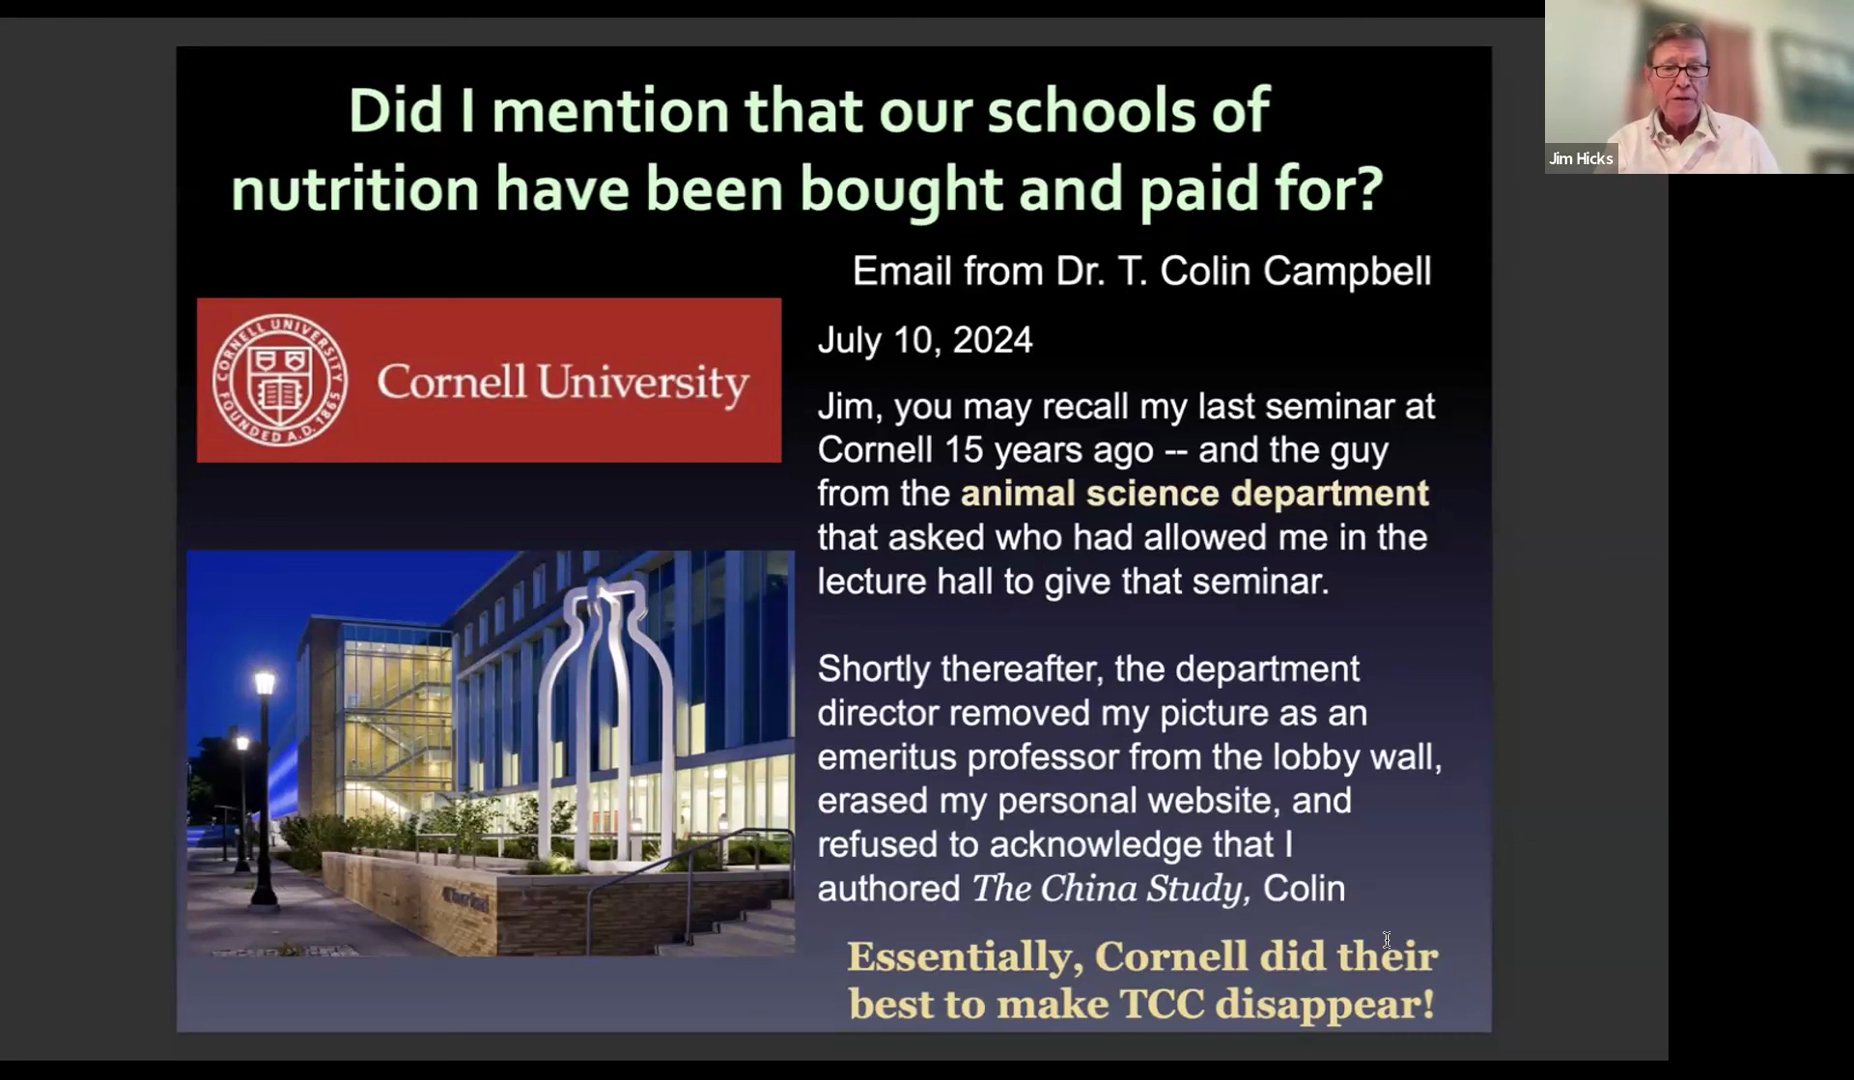 Did I mention that our schools of
nutrition have been bought and paid for?
Jim Hicks
Email from Dr. T. Colin Campbell
CORNELL UNIVERSITY
FOUNDED A.D. 1865
Cornell University
July 10, 2024
Jim, you may recall my last seminar at
Cornell 15 years ago -- and the guy
from the animal science department
that asked who had allowed me in the
lecture hall to give that seminar.
Shortly thereafter, the department
director removed my picture as an
emeritus professor from the lobby wall,
erased my personal website, and
refused to acknowledge that I
authored The China Study, Colin
Essentially, Cornell did their
best to make TCC disappear!